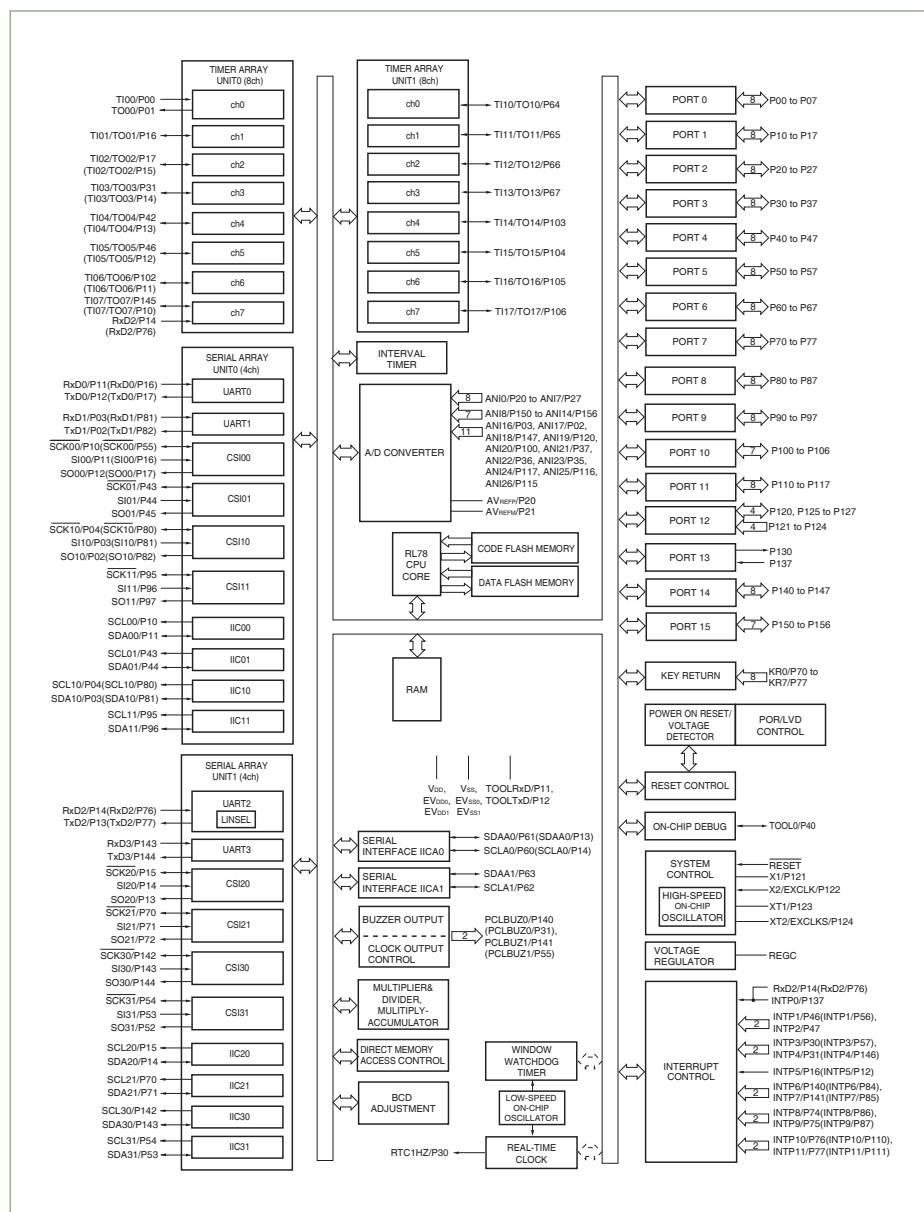 TIMER ARRAY
UNIT0 (8ch)
TI00/P00
TO00/P01
ch0
TI01/TO01/P16
ch1
TI02/TO02/P17
(TI02/TO02/P15)
ch2
TI03/TO03/P31
(TI03/TO03/P14)
ch3
TI04/TO04/P42
(TI04/TO04/P13)
ch4
TI05/TO05/P46
(TI05/TO05/P12)
ch5
TI06/TO06/P102
(TI06/TO06/P11)
ch6
TI07/TO07/P145
(TI07/TO07/P10)
RxD2/P14
(RxD2/P76)
ch7
SERIAL ARRAY
UNIT0 (4ch)
RxD0/P11(RxD0/P16)
TxD0/P12(TxD0/P17)
UART0
RxD1/P03(RxD1/P81)
TxD1/P02(TxD1/P82)
UART1
SCK00/P10(SCK00/P55)
SI00/P11(SI00/P16)
SO00/P12(SO00/P17)
CSI00
SCK01/P43
SI01/P44
SO01/P45
CSI01
SCK10/P04(SCK10/P80)
SI10/P03(SI10/P81)
SO10/P02(SO10/P82)
CSI10
SCK11/P95
SI11/P96
SO11/P97
CSI11
SCL00/P10
SDA00/P11
IIC00
SCL01/P43
SDA01/P44
IIC01
SCL10/P04(SCL10/P80)
SDA10/P03(SDA10/P81)
IIC10
SCL11/P95
SDA11/P96
IIC11
SERIAL ARRAY
UNIT1 (4ch)
RxD2/P14(RxD2/P76)
TxD2/P13(TxD2/P77)
UART2
LINSEL
RxD3/P143
TxD3/P144
UART3
SCK20/P15
SI20/P14
SO20/P13
CSI20
SCK21/P70
SI21/P71
SO21/P72
CSI21
SCK30/P142
SI30/P143
SO30/P144
CSI30
SCK31/P54
SI31/P53
SO31/P52
CSI31
SCL20/P15
SDA20/P14
IIC20
SCL21/P70
SDA21/P71
IIC21
SCL30/P142
SDA30/P143
IIC30
SCL31/P54
SDA31/P53
IIC31
TIMER ARRAY
UNIT1 (8ch)
ch0
TI10/TO10/P64
ch1
TI11/TO11/P65
ch2
TI12/TO12/P66
ch3
TI13/TO13/P67
ch4
TI14/TO14/P103
ch5
TI15/TO15/P104
ch6
TI16/TO16/P105
ch7
TI17/TO17/P106
INTERVAL
TIMER
A/D CONVERTER
8
ANI0/P20 to ANI7/P27
7
ANI8/P150 to ANI14/P156
11
ANI16/P03, ANI17/P02,
ANI18/P147, ANI19/P120,
ANI20/P100, ANI21/P37,
ANI22/P36, ANI23/P35,
ANI24/P117, ANI25/P116,
ANI26/P115
AVREFP/P20
AVREFM/P21
RL78
CPU
CORE
CODE FLASH MEMORY
DATA FLASH MEMORY
RAM
VDD,
EVDD0,
EVDD1
VSS,
EVSS0,
EVSS1
TOOLRxD/P11,
TOOLTxD/P12
SERIAL
INTERFACE IICA0
SDAA0/P61(SDAA0/P13)
SCLA0/P60(SCLA0/P14)
SERIAL
INTERFACE IICA1
SDAA1/P63
SCLA1/P62
BUZZER OUTPUT
CLOCK OUTPUT
CONTROL
2
PCLBUZ0/P140
(PCLBUZ0/P31),
PCLBUZ1/P141
(PCLBUZ1/P55)
MULTIPLIER&
DIVIDER,
MULITIPLY-
ACCUMULATOR
DIRECT MEMORY
ACCESS CONTROL
BCD
ADJUSTMENT
WINDOW
WATCHDOG
TIMER
LOW-SPEED
ON-CHIP
OSCILLATOR
RTC1HZ/P30
REAL-TIME
CLOCK
PORT 0
8
P00 to P07
PORT 1
8
P10 to P17
PORT 2
8
P20 to P27
PORT 3
8
P30 to P37
PORT 4
8
P40 to P47
PORT 5
8
P50 to P57
PORT 6
8
P60 to P67
PORT 7
8
P70 to P77
PORT 8
8
P80 to P87
PORT 9
8
P90 to P97
PORT 10
7
P100 to P106
PORT 11
8
P110 to P117
PORT 12
4
P120, P125 to P127
4
P121 to P124
PORT 13
P130
P137
PORT 14
8
P140 to P147
PORT 15
7
P150 to P156
KEY RETURN
8
KR0/P70 to
KR7/P77
POWER ON RESET/
VOLTAGE
DETECTOR
POR/LVD
CONTROL
RESET CONTROL
ON-CHIP DEBUG
TOOL0/P40
SYSTEM
CONTROL
HIGH-SPEED
ON-CHIP
OSCILLATOR
RESET
X1/P121
X2/EXCLK/P122
XT1/P123
XT2/EXCLKS/P124
VOLTAGE
REGULATOR
REGC
INTERRUPT
CONTROL
RxD2/P14(RxD2/P76)
INTP0/P137
2
INTP1/P46(INTP1/P56),
INTP2/P47
2
INTP3/P30(INTP3/P57),
INTP4/P31(INTP4/P146)
INTP5/P16(INTP5/P12)
2
INTP6/P140(INTP6/P84),
INTP7/P141(INTP7/P85)
2
INTP8/P74(INTP8/P86),
INTP9/P75(INTP9/P87)
2
INTP10/P76(INTP10/P110),
INTP11/P77(INTP11/P111)